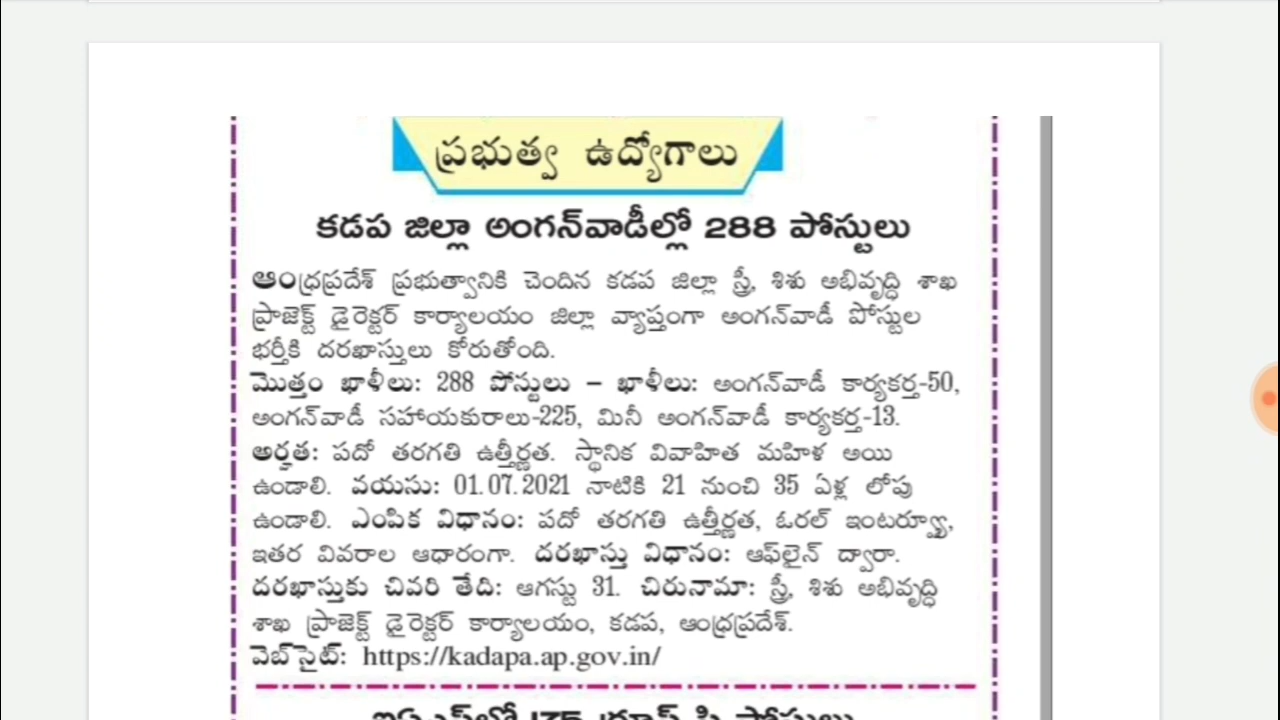 ప్రభుత్వ ఉద్యోగాలు
కడప జిల్లా అంగన్‌వాడీల్లో 288 పోస్టులు
ఆంధ్రప్రదేశ్ ప్రభుత్వానికి చెందిన కడప జిల్లా స్త్రీ, శిశు అభివృద్ధి శాఖ
ప్రాజెక్ట్ డైరెక్టర్ కార్యాలయం జిల్లా వ్యాప్తంగా అంగన్‌వాడీ పోస్టుల
భర్తీకి దరఖాస్తులు కోరుతోంది.
మొత్తం ఖాళీలు: 288 పోస్టులు – ఖాళీలు: అంగన్‌వాడీ కార్యకర్త-50,
అంగన్‌వాడీ సహాయకురాలు-225, మినీ అంగన్‌వాడీ కార్యకర్త-13.
అర్హత: పదో తరగతి ఉత్తీర్ణత. స్థానిక వివాహిత మహిళ అయి
ఉండాలి. వయసు: 01.07.2021 నాటికి 21 నుంచి 35 ఏళ్ల లోపు
ఉండాలి. ఎంపిక విధానం: పదో తరగతి ఉత్తీర్ణత, ఓరల్ ఇంటర్వ్యూ,
ఇతర వివరాల ఆధారంగా. దరఖాస్తు విధానం: ఆఫ్‌లైన్ ద్వారా.
దరఖాస్తుకు చివరి తేది: ఆగస్టు 31. చిరునామా: స్త్రీ, శిశు అభివృద్ధి
శాఖ ప్రాజెక్ట్ డైరెక్టర్ కార్యాలయం, కడప, ఆంధ్రప్రదేశ్.
వెబ్‌సైట్: https://kadapa.ap.gov.in/
175 గ్రూప్ సి పోస్టులు